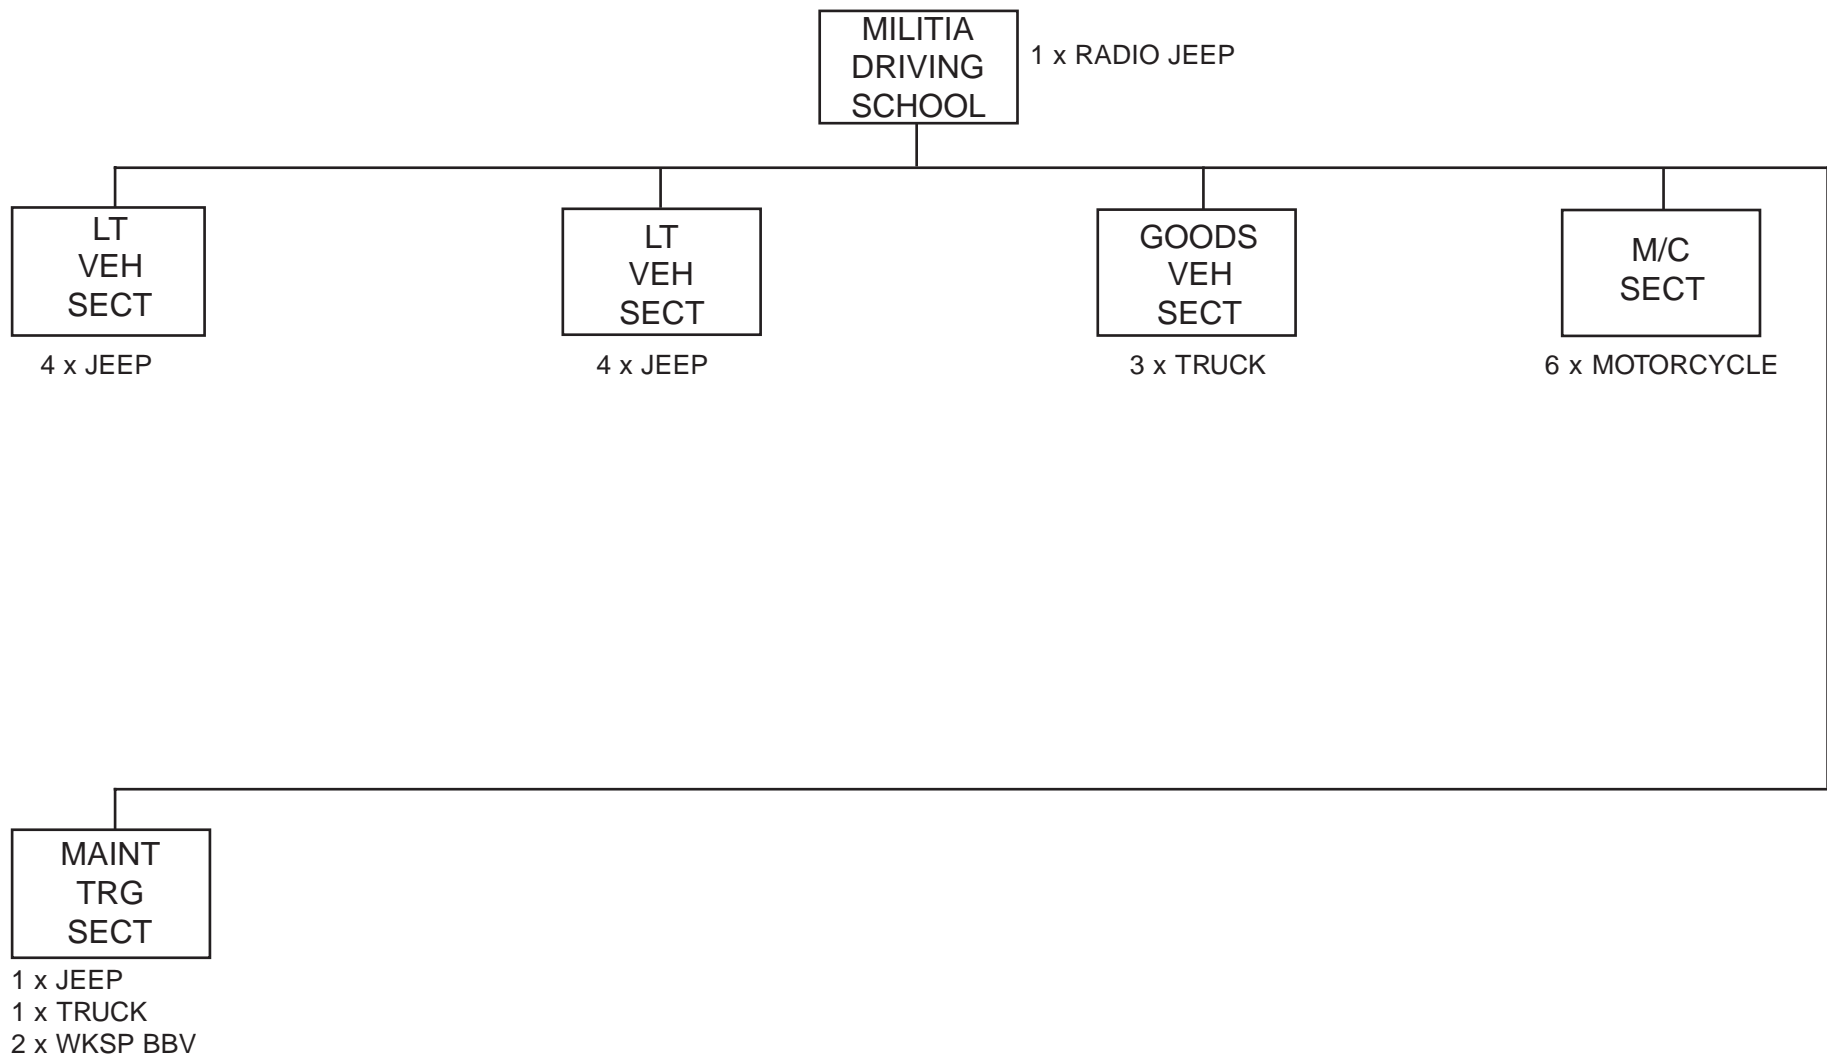 MILITIA
DRIVING
SCHOOL
1 x RADIO JEEP
LT
VEH
SECT
4 x JEEP
LT
VEH
SECT
4 x JEEP
GOODS
VEH
SECT
3 x TRUCK
M/C
SECT
6 x MOTORCYCLE
MAINT
TRG
SECT
1 x JEEP
1 x TRUCK
2 x WKSP BBV